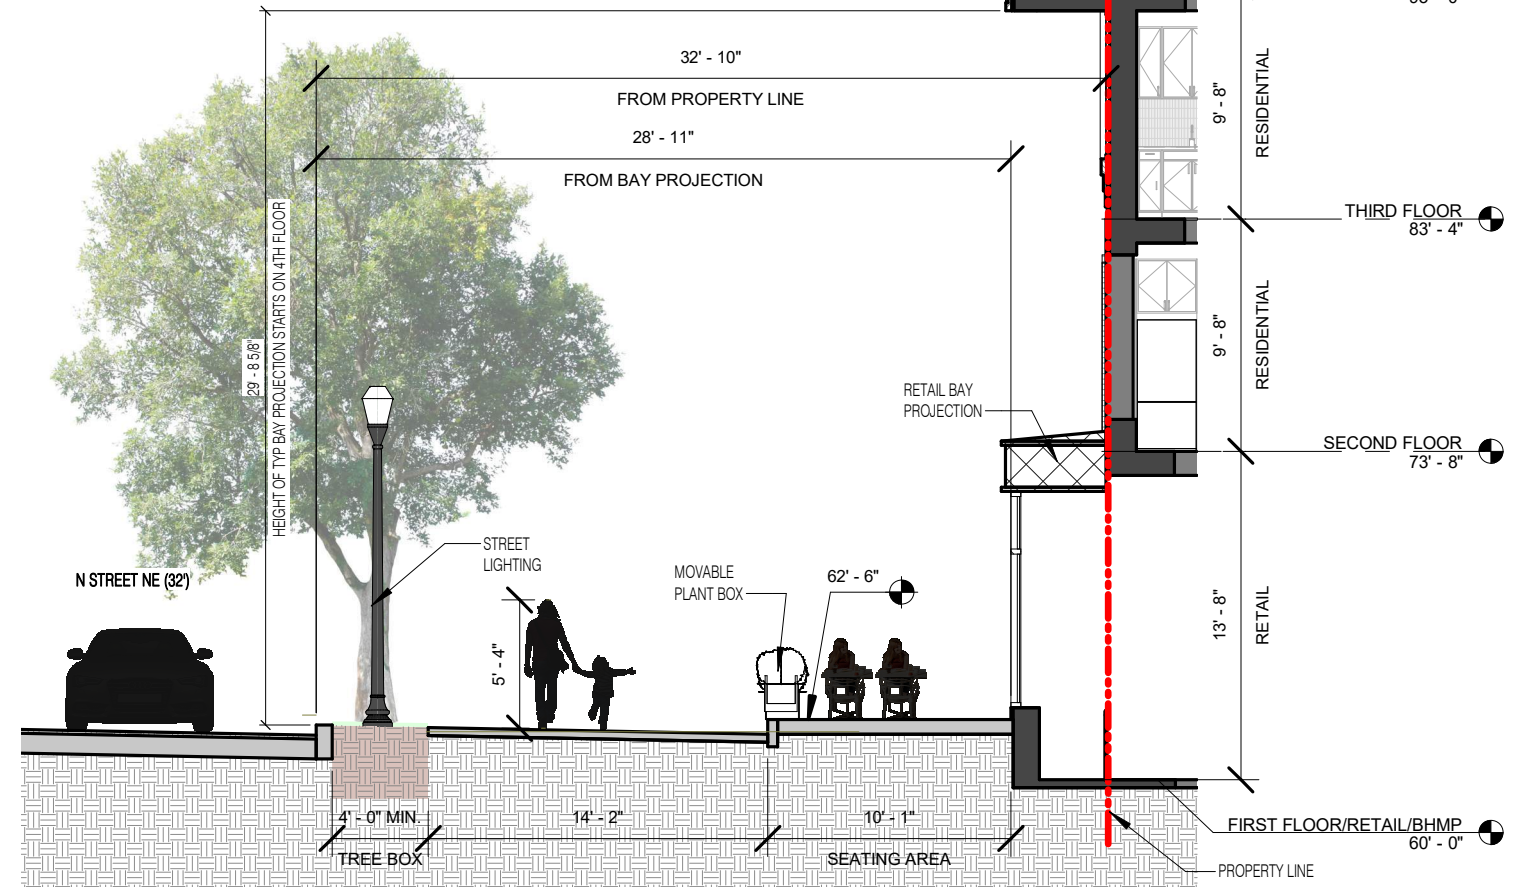 32' - 10"
FROM PROPERTY LINE
28' - 11"
FROM BAY PROJECTION
29' - 8 5/8"
HEIGHT OF TYP BAY PROJECTION STARTS ON 4TH FLOOR
9' - 8"
RESIDENTIAL
THIRD FLOOR
83' - 4"
9' - 8"
RESIDENTIAL
RETAIL BAY
PROJECTION
SECOND FLOOR
73' - 8"
STREET
LIGHTING
N STREET NE (32')
MOVABLE
PLANT BOX
62' - 6"
5' - 4"
13' - 8"
RETAIL
4' - 0" MIN.
TREE BOX
14' - 2"
10' - 1"
SEATING AREA
FIRST FLOOR/RETAIL/BHMP
60' - 0"
PROPERTY LINE